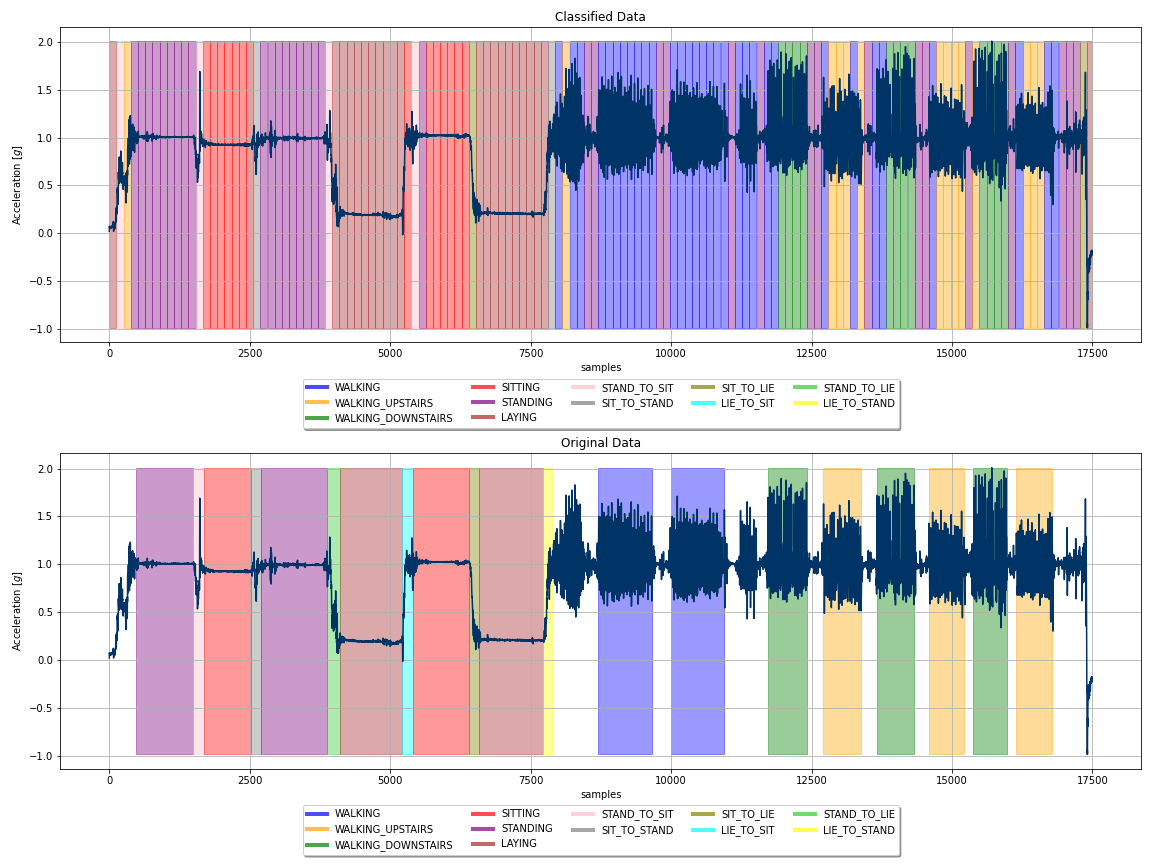 Classified Data
2.0
1.5
1.0
0.5
0.0
−0.5
−1.0
Acceleration [g]
0 2500 5000 7500 10000 12500 15000 17500
samples
WALKING SITTING STAND_TO_SIT SIT_TO_LIE STAND_TO_LIE
WALKING_UPSTAIRS STANDING SIT_TO_STAND LIE_TO_SIT LIE_TO_STAND
WALKING_DOWNSTAIRS LAYING
Original Data
2.0
1.5
1.0
0.5
0.0
−0.5
−1.0
Acceleration [g]
0 2500 5000 7500 10000 12500 15000 17500
samples
WALKING SITTING STAND_TO_SIT SIT_TO_LIE STAND_TO_LIE
WALKING_UPSTAIRS STANDING SIT_TO_STAND LIE_TO_SIT LIE_TO_STAND
WALKING_DOWNSTAIRS LAYING